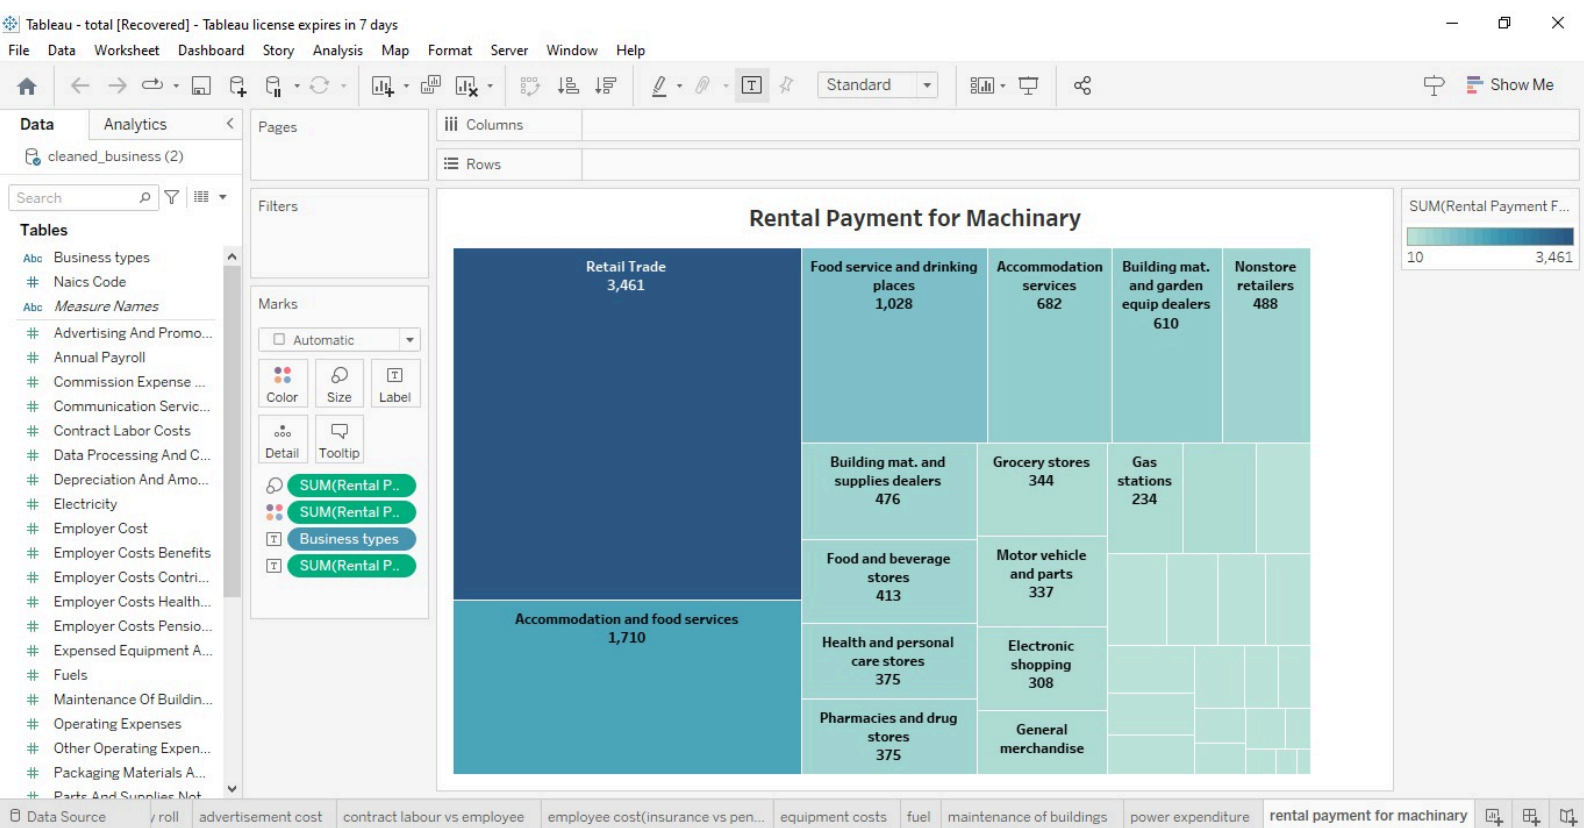 Tableau - total [Recovered] - Tableau license expires in 7 days
File Data Worksheet Dashboard Story Analysis Map Format Server Window Help
Standard
Show Me
Data Analytics
cleaned_business (2)
Search
Tables
Abc Business types
# Naics Code
Abc Measure Names
# Advertising And Promo...
# Annual Payroll
# Commission Expense ...
# Communication Servic...
# Contract Labor Costs
# Data Processing And C...
# Depreciation And Amo...
# Electricity
# Employer Cost
# Employer Costs Benefits
# Employer Costs Contri...
# Employer Costs Health...
# Employer Costs Pensio...
# Expensed Equipment A...
# Fuels
# Maintenance Of Buildin...
# Operating Expenses
# Other Operating Expen...
# Packaging Materials A...
# Parts And Supplies Not
Pages
Filters
Marks
Automatic
Color Size Label
Detail Tooltip
SUM(Rental P..
SUM(Rental P..
Business types
SUM(Rental P..
Columns
Rows
Rental Payment for Machinary
Retail Trade
3,461
Accommodation and food services
1,710
Food service and drinking
places
1,028
Accommodation
services
682
Building mat.
and garden
equip dealers
610
Nonstore
retailers
488
Building mat. and
supplies dealers
476
Food and beverage
stores
413
Health and personal
care stores
375
Pharmacies and drug
stores
375
Grocery stores
344
Motor vehicle
and parts
337
Electronic
shopping
308
General
merchandise
Gas
stations
234
SUM(Rental Payment F...
10 3,461
Data Source
y roll
advertisement cost
contract labour vs employee
employee cost(insurance vs pen...
equipment costs
fuel
maintenance of buildings
power expenditure
rental payment for machinary